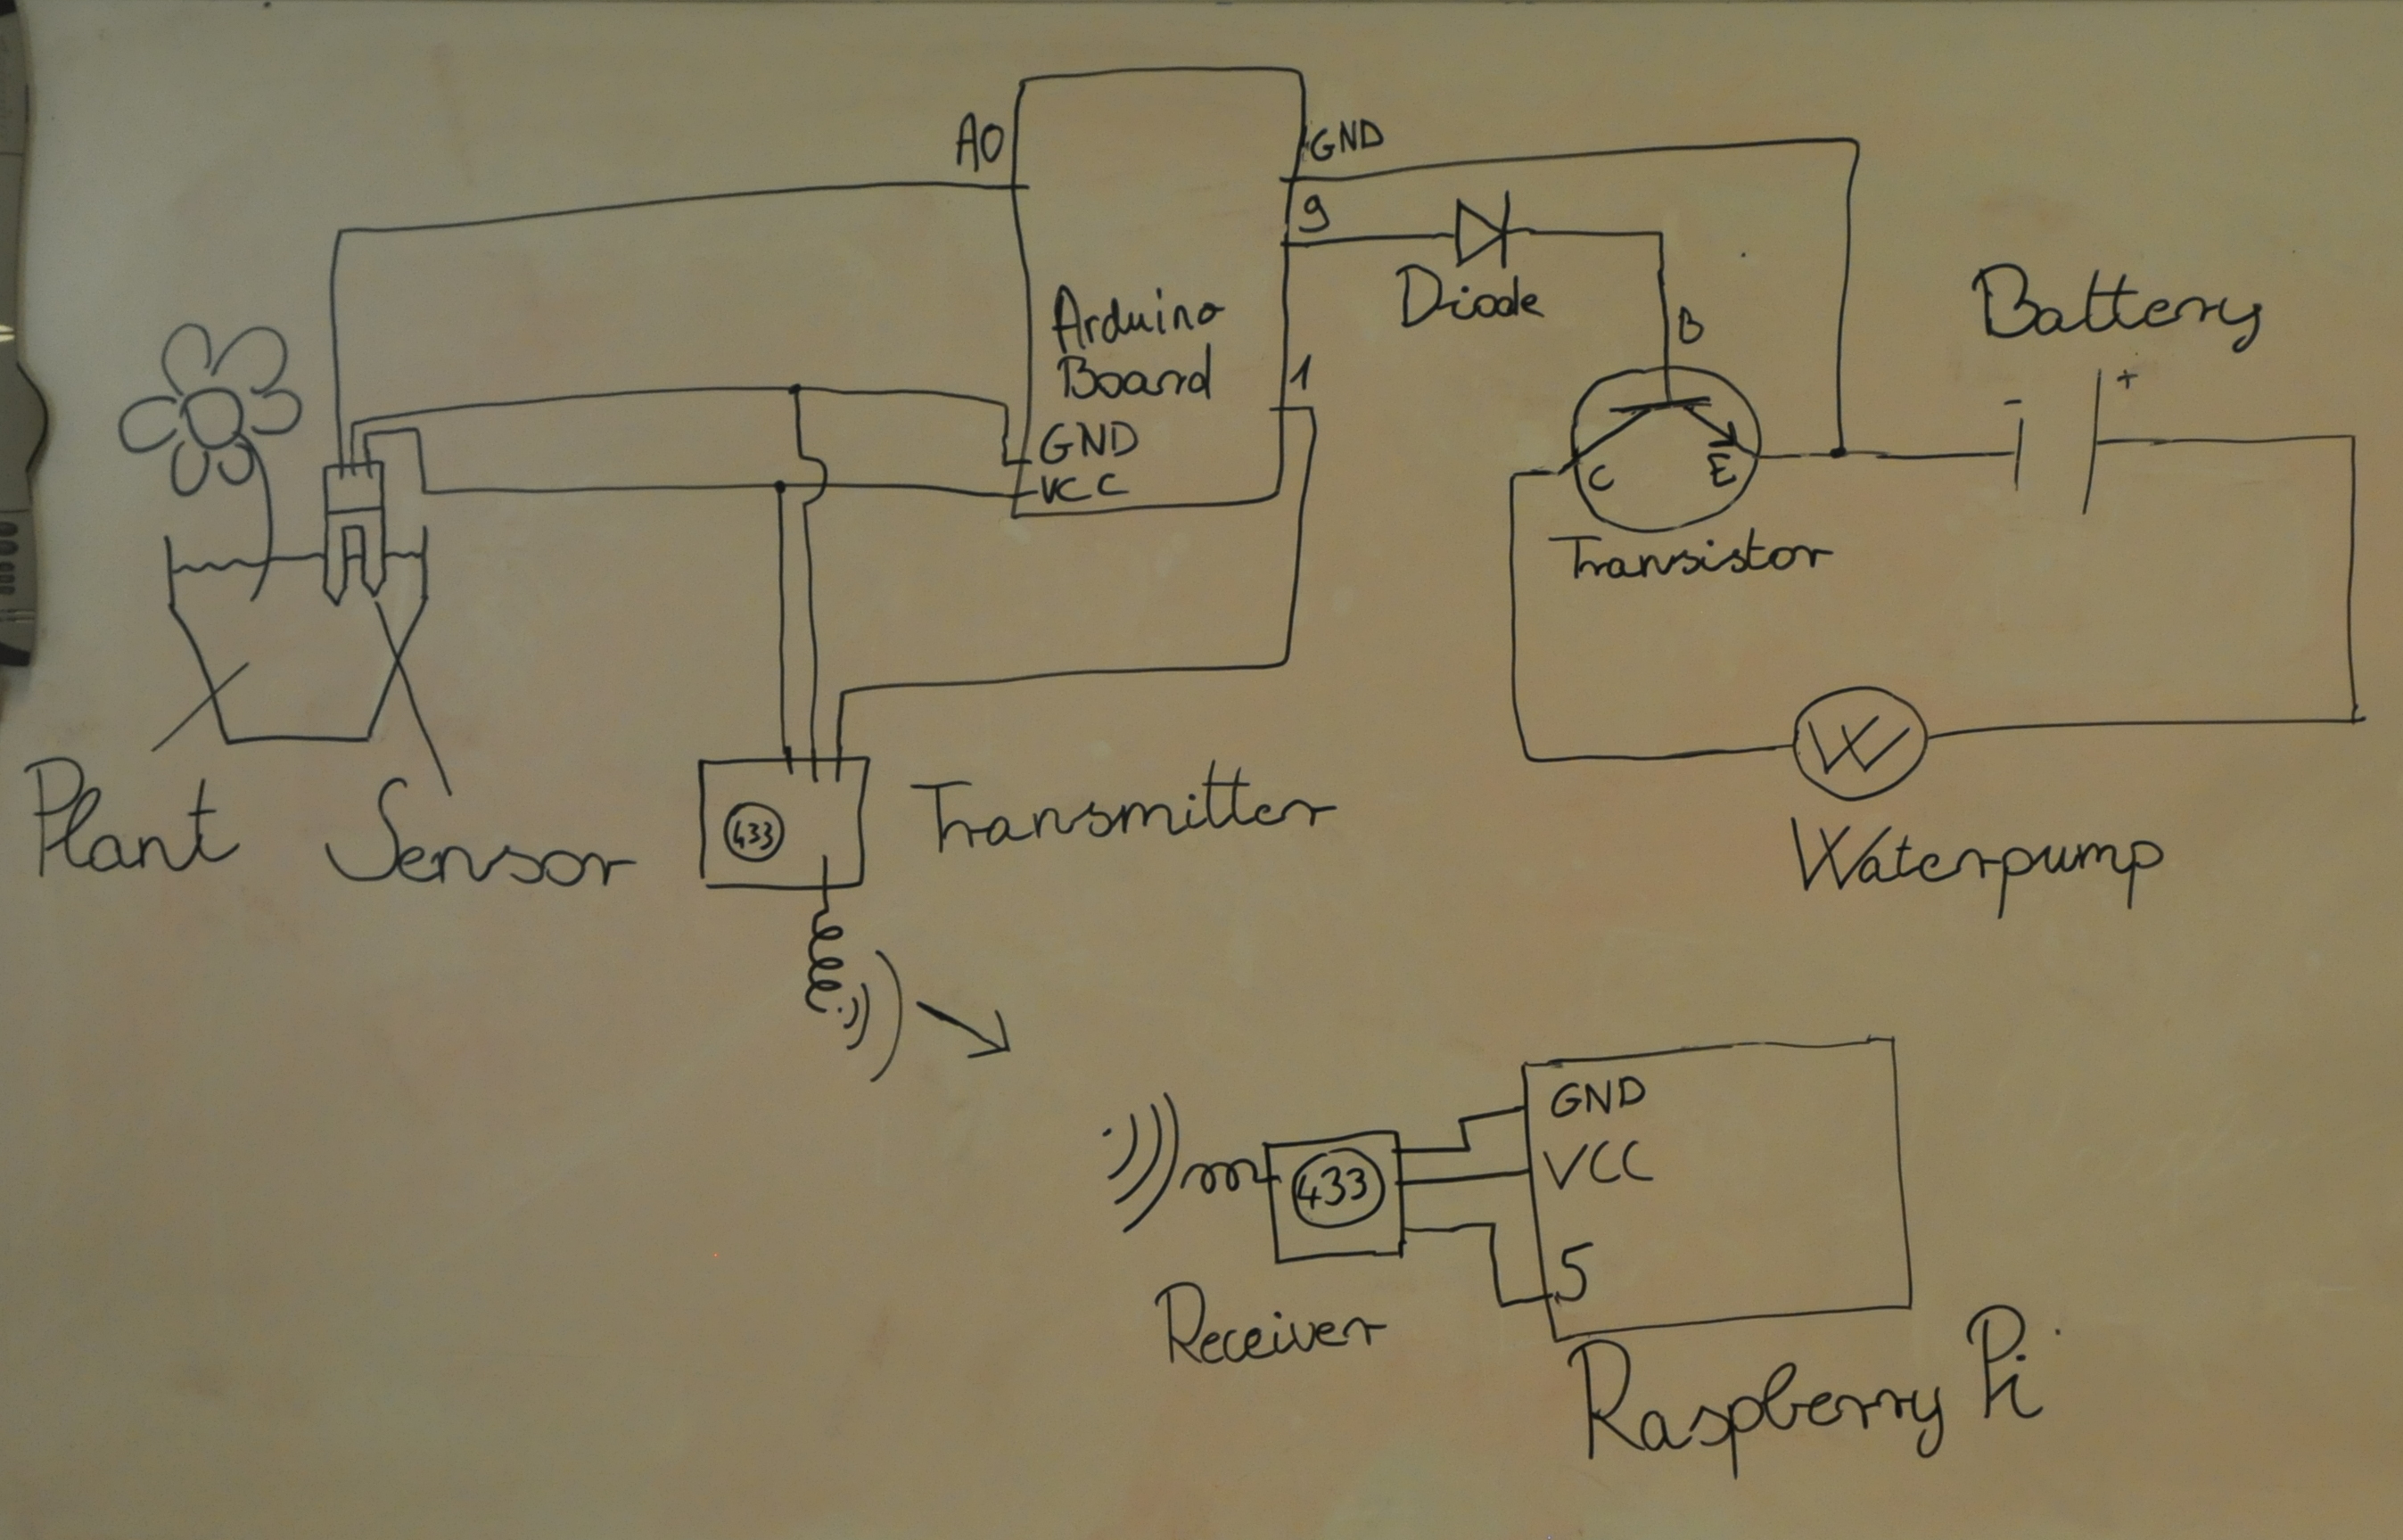 A0
GND
9
Diode
B
Battery
- +
Arduino
Board
1
GND
VCC
C
E
Transistor
W
Waterpump
Plant
Sensor
433
Transmitter
GND
VCC
5
433
Receiver
Raspberry Pi